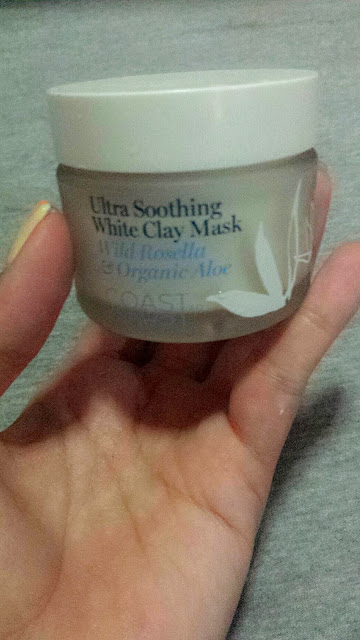 Ultra Soothing
White Clay Mask
Wild Rosella
& Organic Aloe
COAST